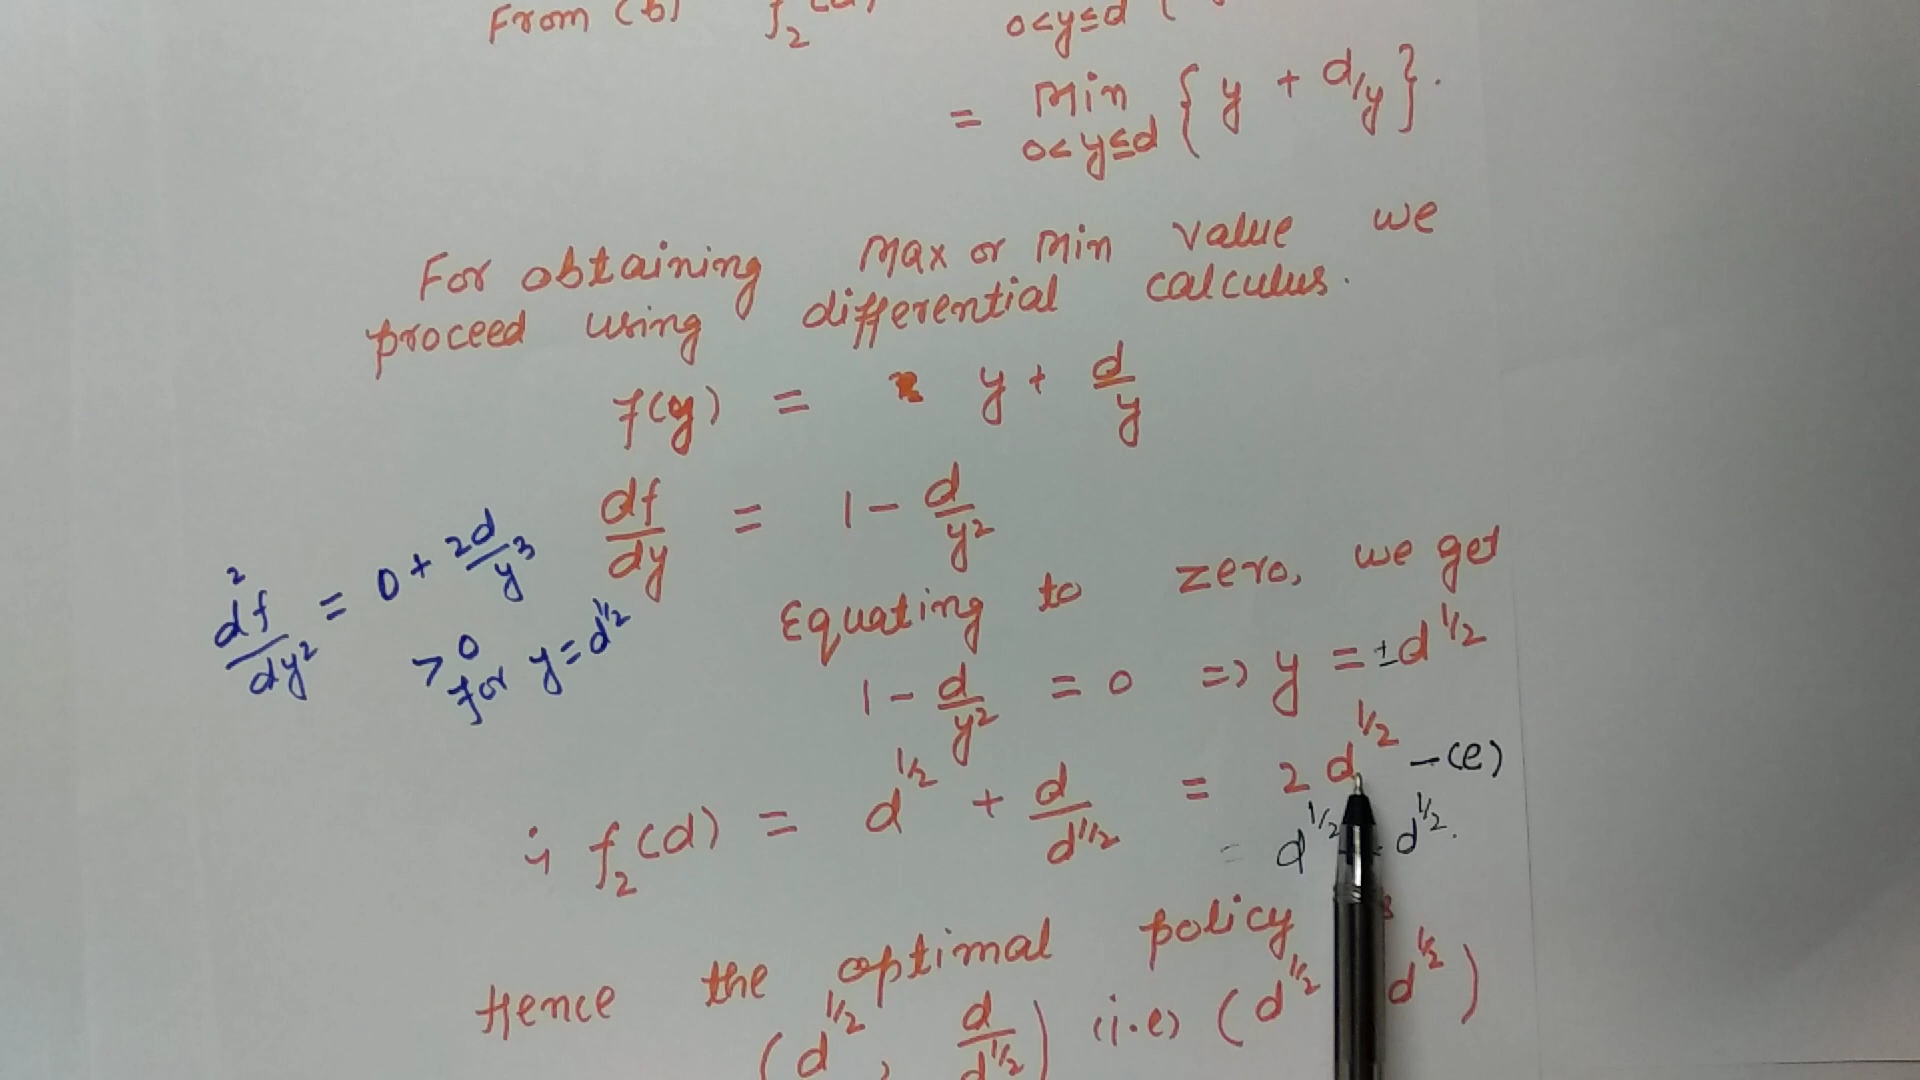 From (b) f₂(d)
0<y≤d {
= Min 0<y≤d { y + d/y }.
For obtaining Max or Min value we
proceed using differential calculus.
f(y) = y + d/y
df/dy = 1 - d/y²
d²f/dy² = 0 + 2d/y³
>0
for y = d^1/2
Equating to zero, we get
1 - d/y² = 0 => y = ±d^1/2
∴ f₂(d) = d^1/2 + d/d^1/2 = 2d^1/2 -(e)
= d^1/2 + d^1/2.
Hence the optimal policy
(d^1/2, d/d^1/2) (i.e) (d^1/2 d^1/2)